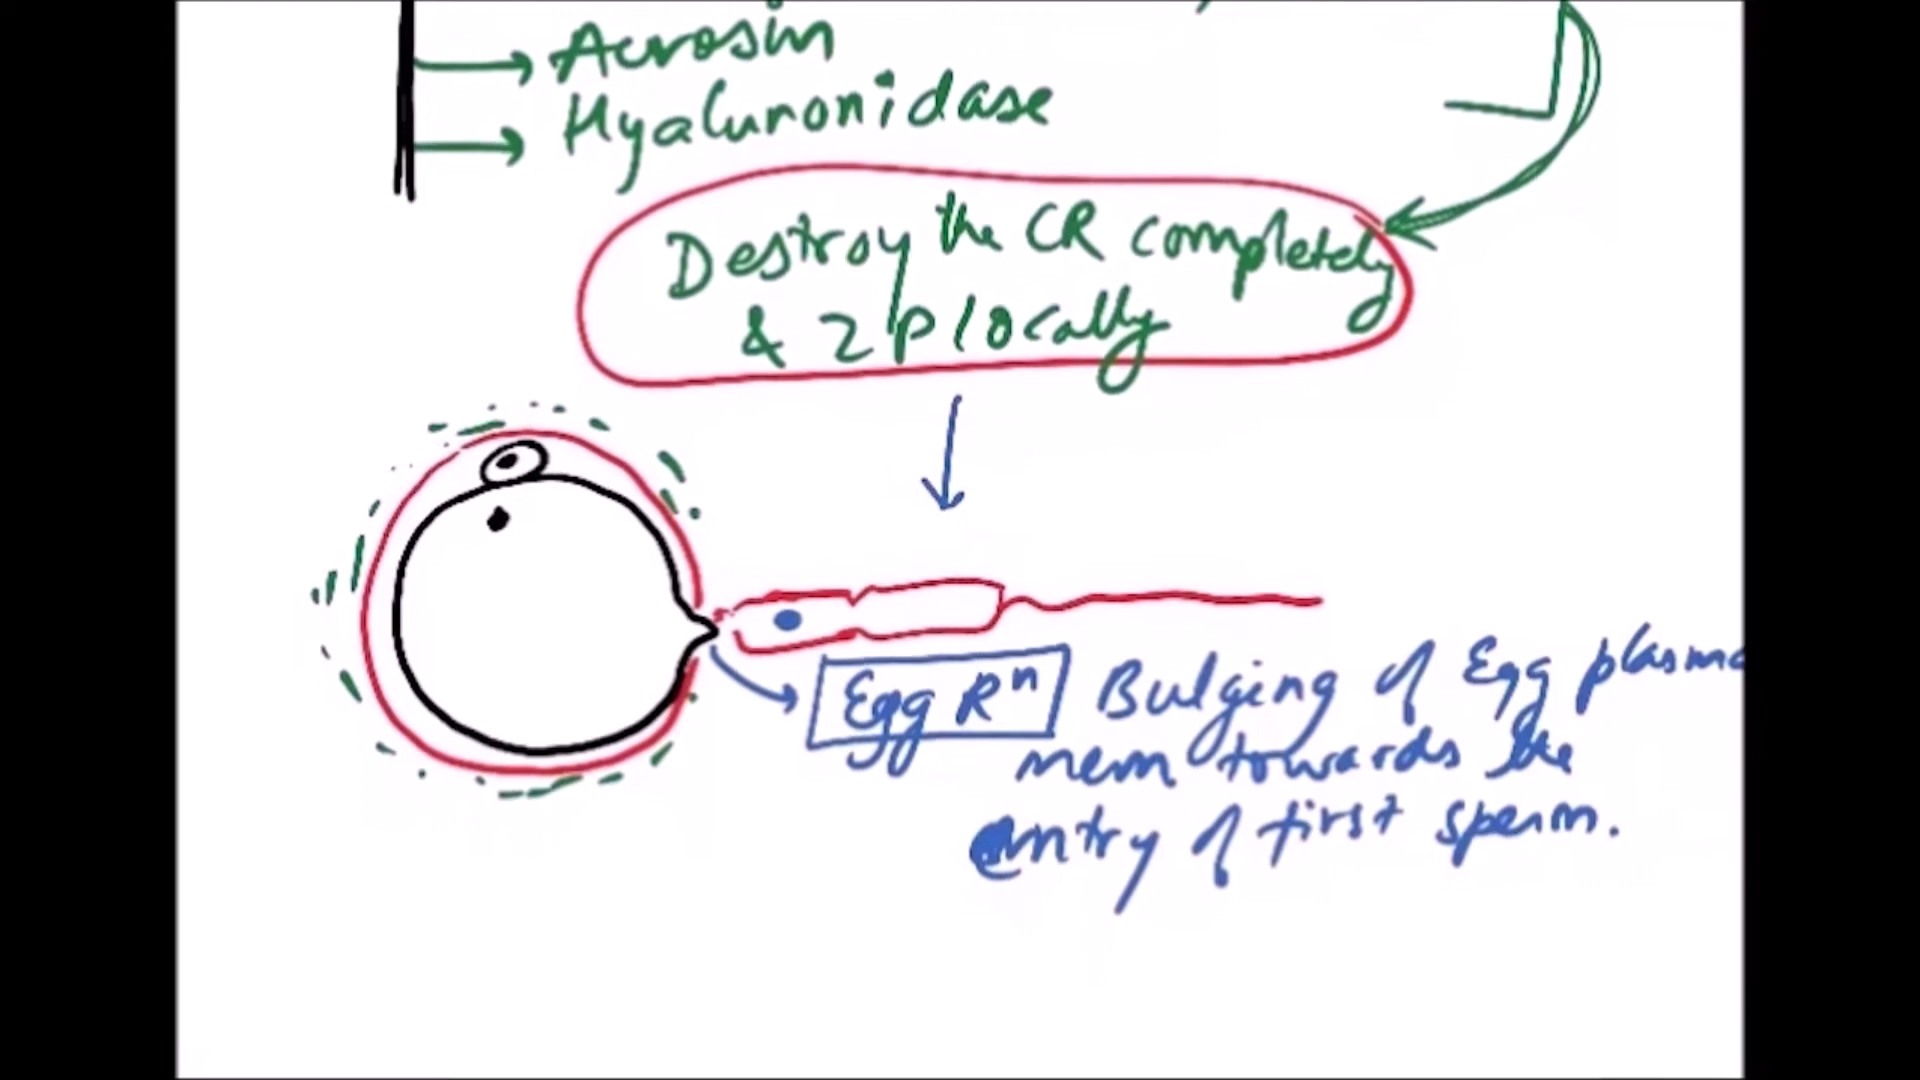 Acrosin
Hyaluronidase
Destroy the CR completely
& ZP locally
Egg Rⁿ
Bulging of Egg plasma
mem towards the
entry of first sperm.